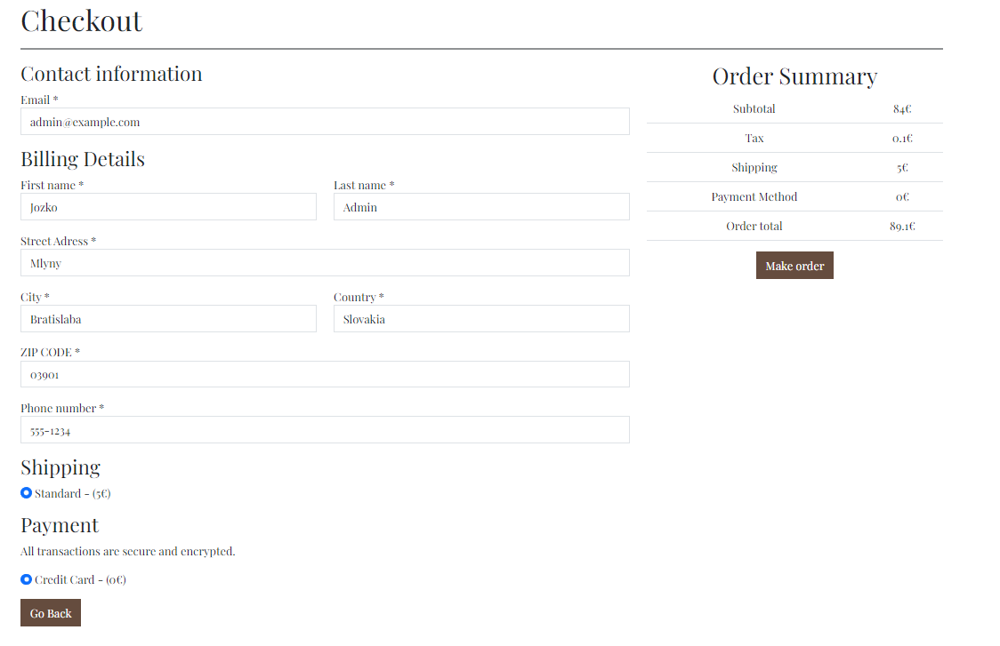 Checkout
Contact information
Email *
admin@example.com
Billing Details
First name *
Last name *
Jozko
Admin
Street Adress *
Mlyny
City *
Country *
Bratislaba
Slovakia
ZIP CODE *
03901
Phone number *
555-1234
Shipping
Standard - (5€)
Payment
All transactions are secure and encrypted.
Credit Card - (0€)
Go Back
Order Summary
Subtotal 84€
Tax 0.1€
Shipping 5€
Payment Method 0€
Order total 89.1€
Make order